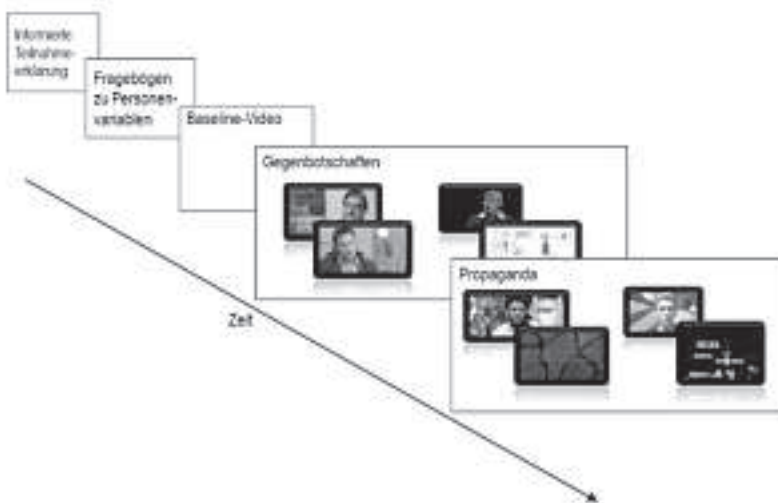 Informierte
Teilnahme-
erklärung
Fragebögen
zu Personen-
variablen
Baseline-Video
Gegenbotschaften
Propaganda
Zeit